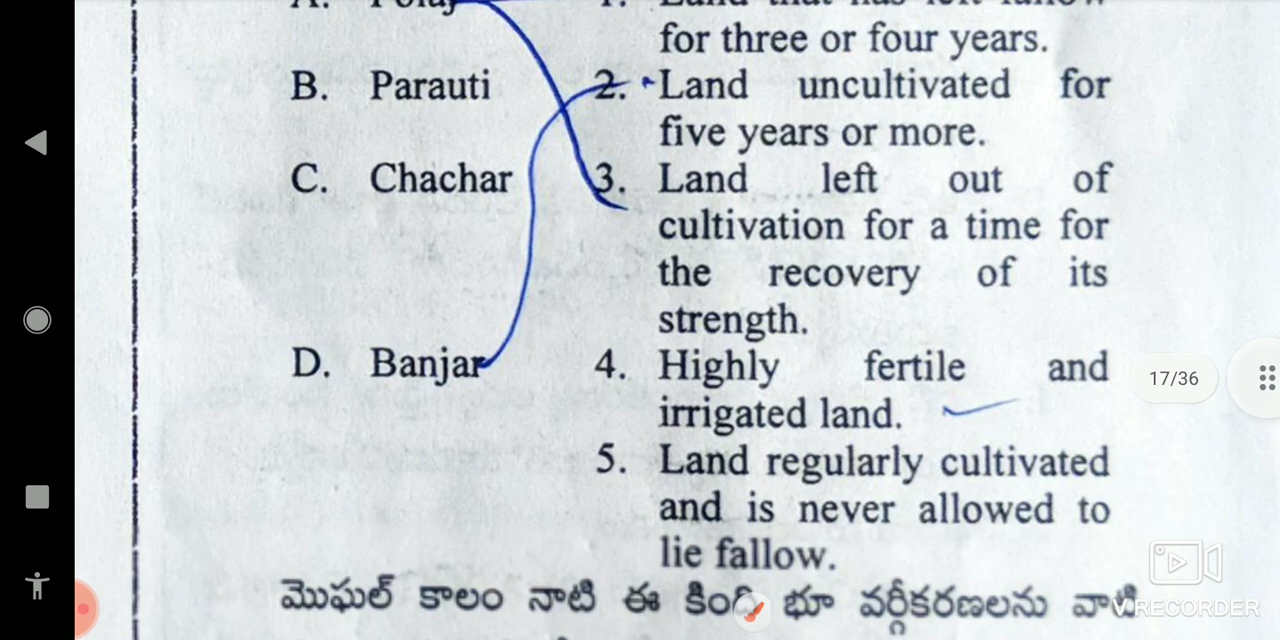 for three or four years.
B. Parauti 2. Land uncultivated for
five years or more.
C. Chachar 3. Land left out of
cultivation for a time for
the recovery of its
strength.
D. Banjar 4. Highly fertile and
irrigated land.
5. Land regularly cultivated
and is never allowed to
lie fallow.
మొఘల్ కాలం నాటి ఈ కింది భూ వర్గీకరణలను వాటి
17/36
V RECORDER